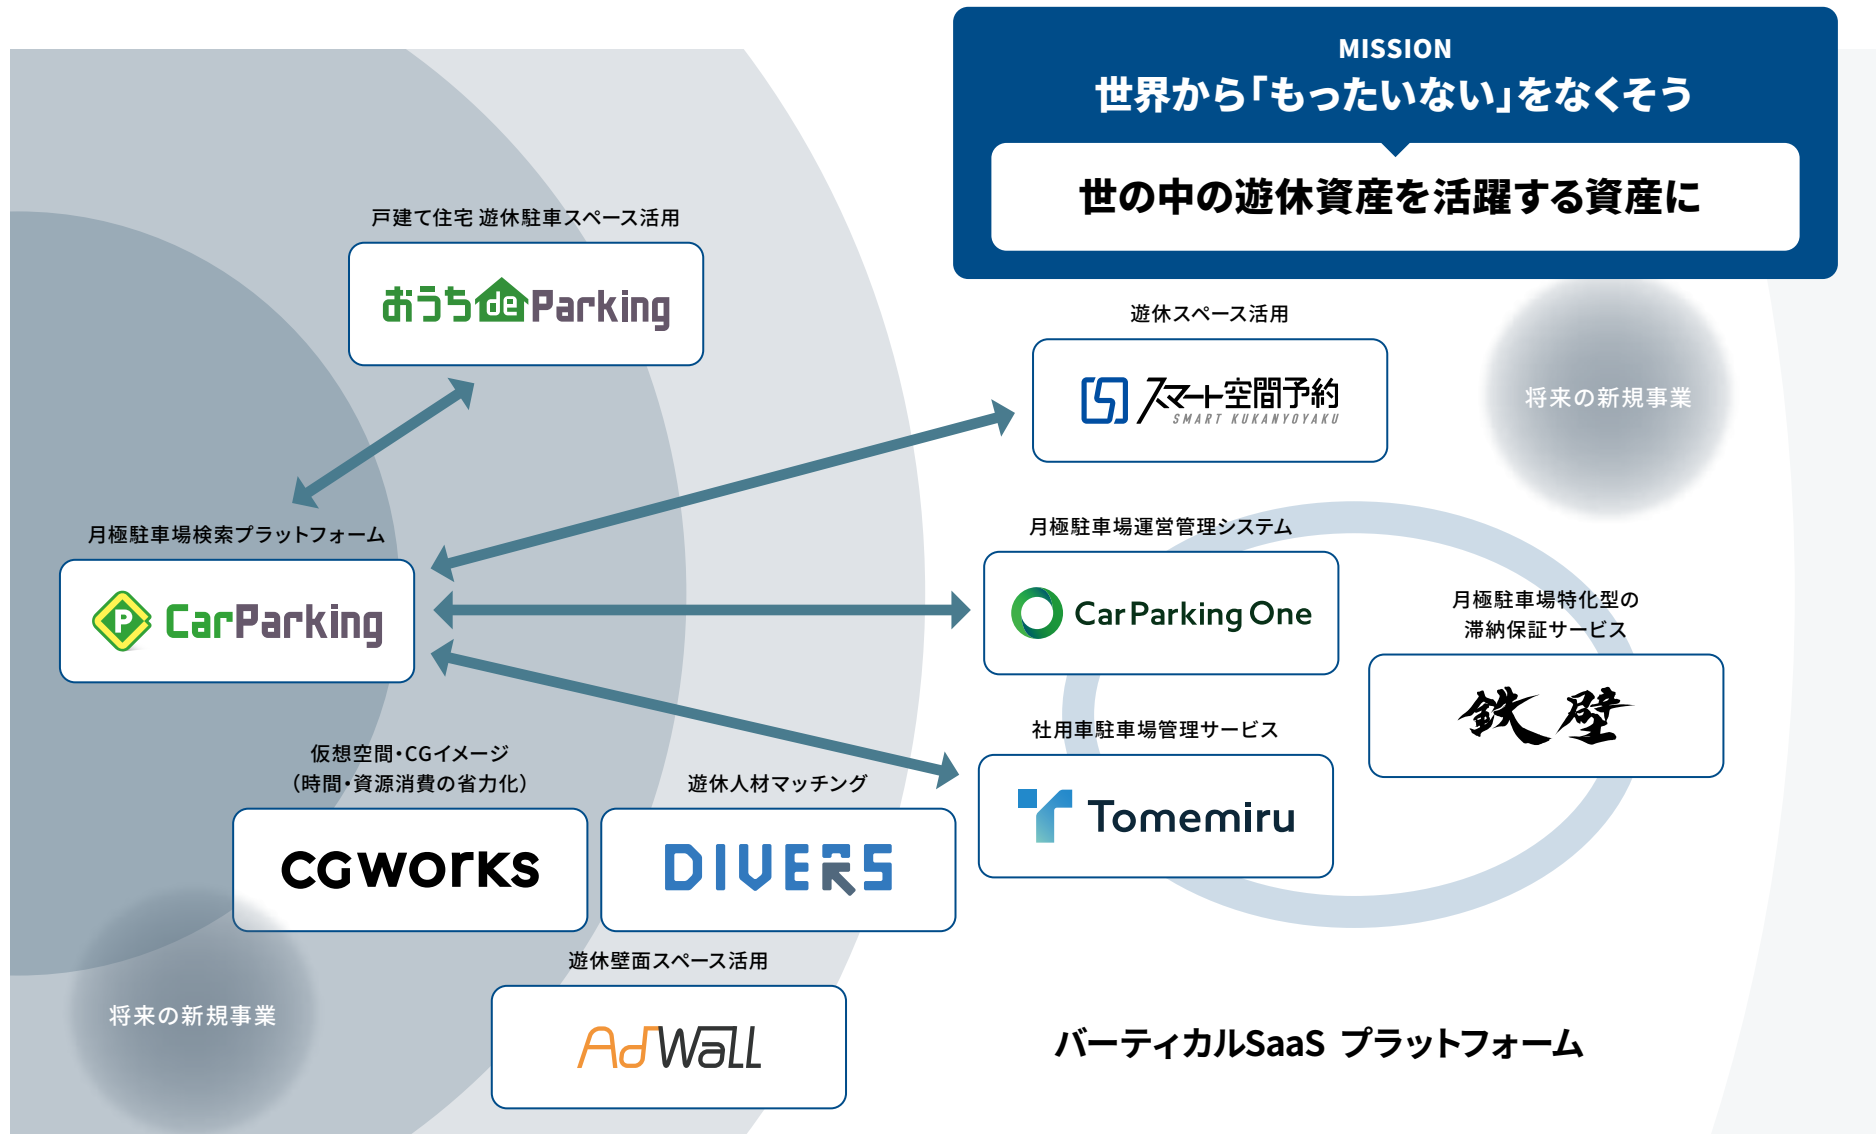 MISSION
世界から「もったいない」をなくそう
世の中の遊休資産を活躍する資産に
戸建て住宅 遊休駐車スペース活用
おうち de Parking
遊休スペース活用
スマート空間予約
SMART KUKANYOYAKU
将来の新規事業
月極駐車場検索プラットフォーム
P CarParking
月極駐車場運営管理システム
CarParking One
月極駐車場特化型の
滞納保証サービス
鉄壁
社用車駐車場管理サービス
Tomemiru
仮想空間・CGイメージ
（時間・資源消費の省力化）
CGWORKS
遊休人材マッチング
DIVERS
遊休壁面スペース活用
AdWall
将来の新規事業
バーティカルSaaS プラットフォーム